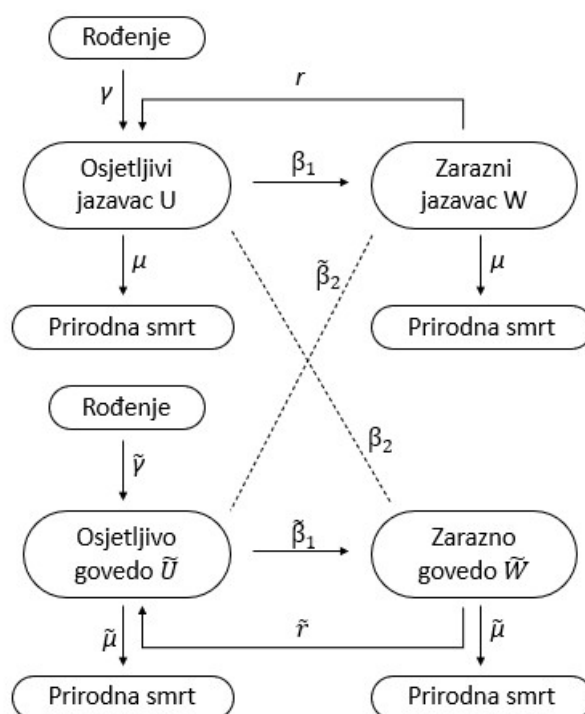 Rođenje
γ
r
Osjetljivi
jazavac U
β₁
Zarazni
jazavac W
μ
β̃₂
μ
Prirodna smrt
Prirodna smrt
Rođenje
γ̃
β₂
Osjetljivo
govedo Ũ
β̃₁
Zarazno
govedo W̃
μ̃
r̃
μ̃
Prirodna smrt
Prirodna smrt